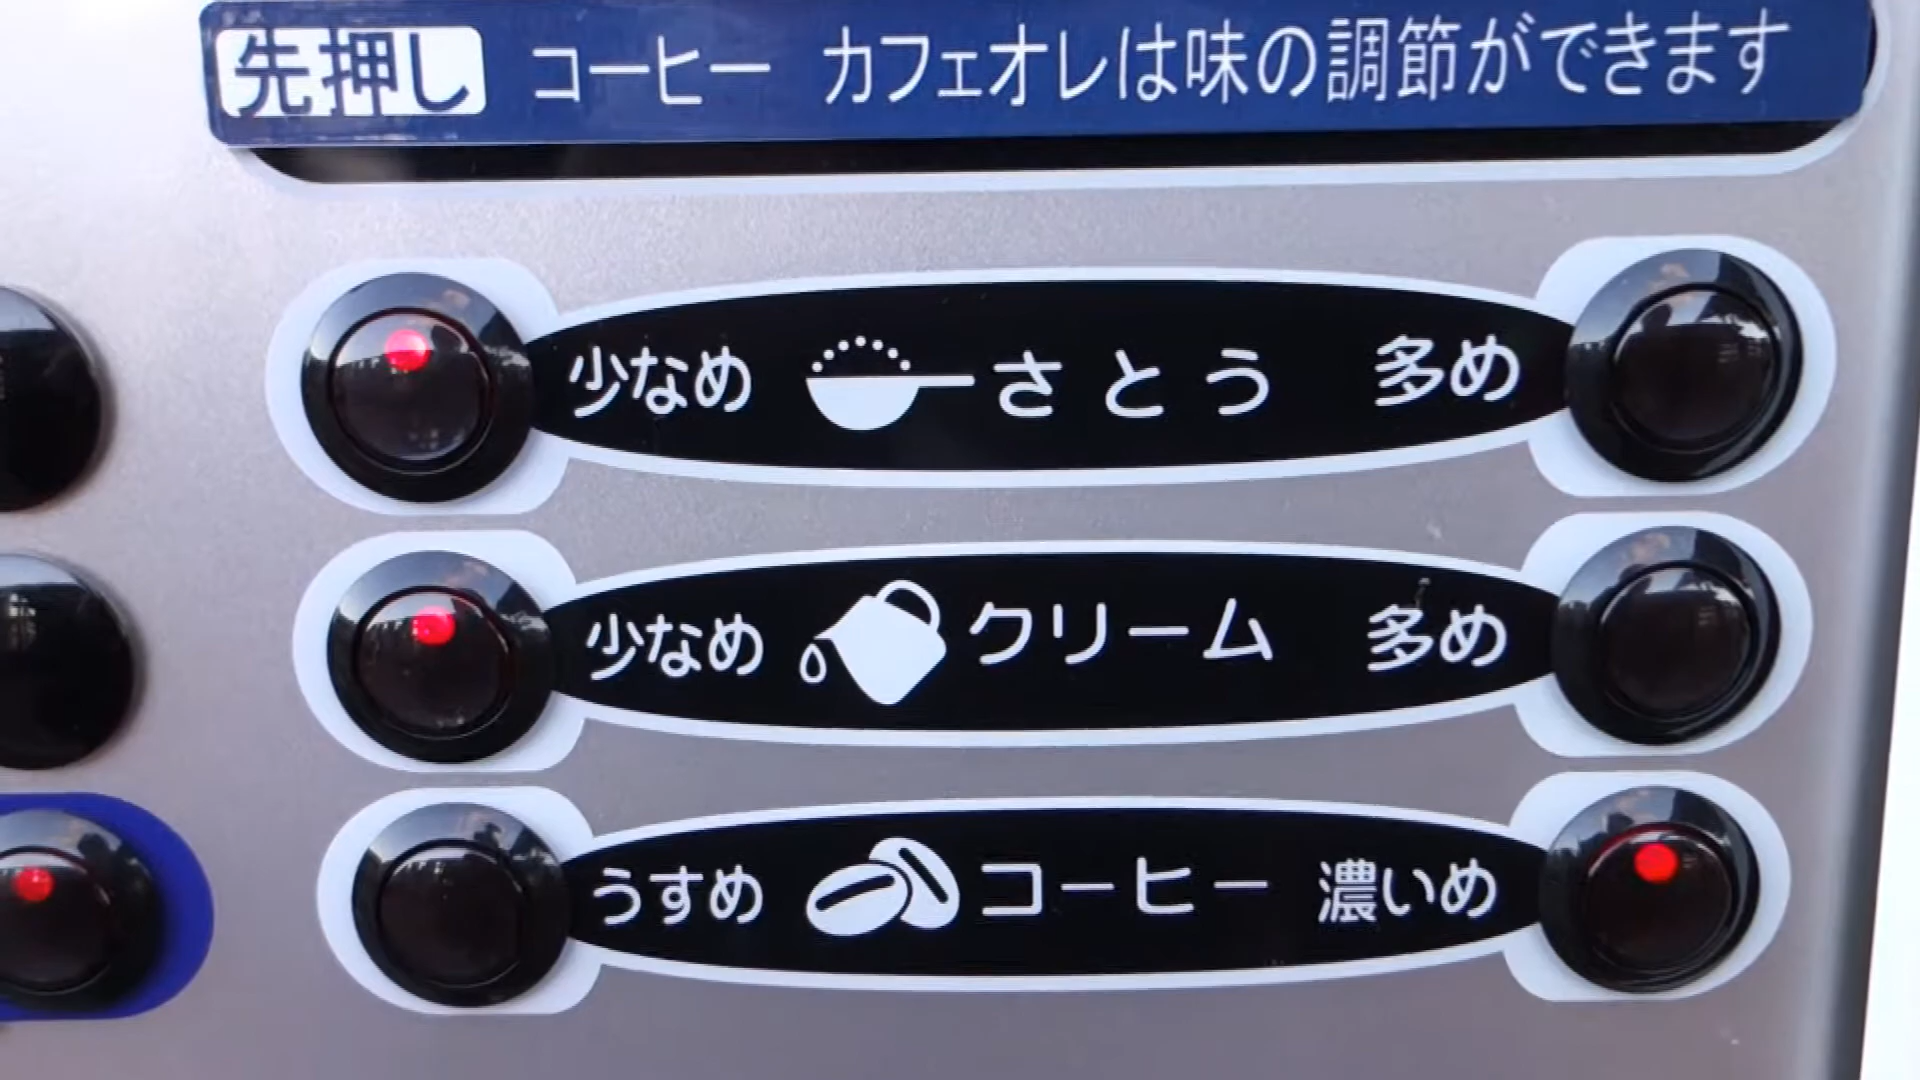 先押し コーヒー カフェオレは味の調節ができます
少なめ さとう 多め
少なめ クリーム 多め
うすめ コーヒー 濃いめ